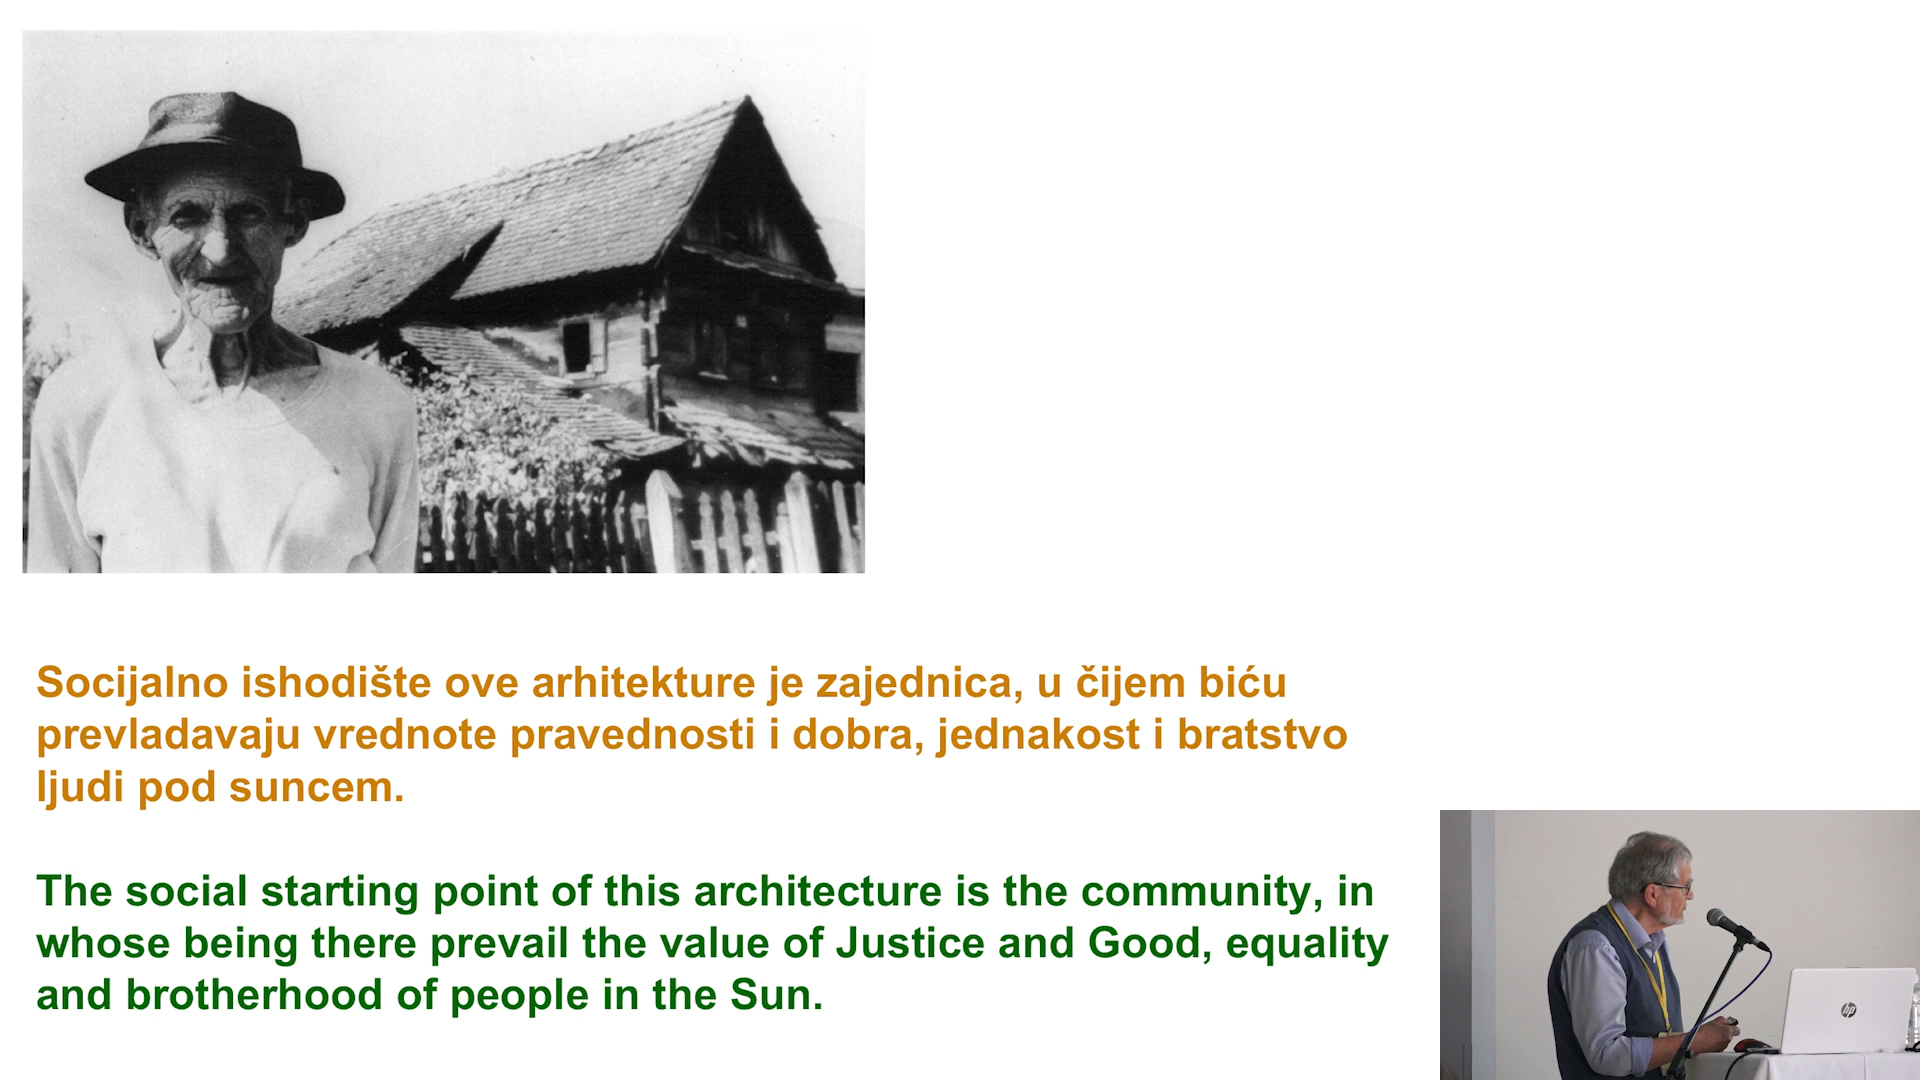 Socijalno ishodište ove arhitekture je zajednica, u čijem biću
prevladavaju vrednote pravednosti i dobra, jednakost i bratstvo
ljudi pod suncem.
The social starting point of this architecture is the community, in
whose being there prevail the value of Justice and Good, equality
and brotherhood of people in the Sun.
hp